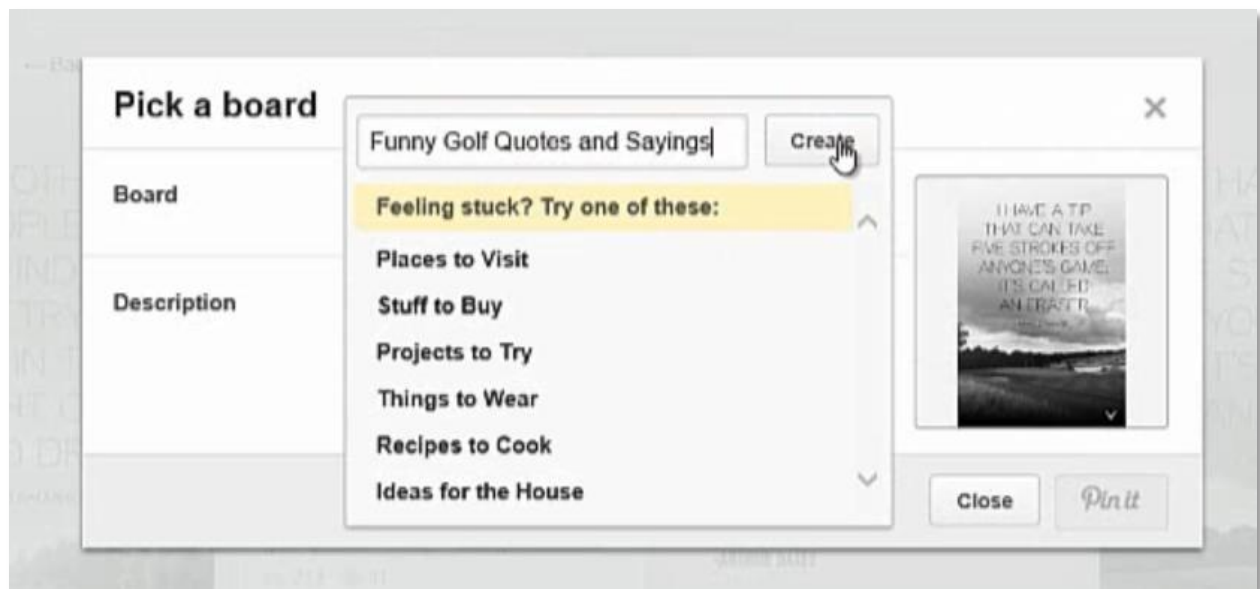 Pick a board
Funny Golf Quotes and Sayings
Create
Board
Feeling stuck? Try one of these:
Places to Visit
Description
Stuff to Buy
Projects to Try
Things to Wear
Recipes to Cook
Ideas for the House
I HAVE A TIP
THAT CAN TAKE
FIVE STROKES OFF
ANYONE'S GAME:
IT'S CALLED
AN ERASER
Close
Pin it